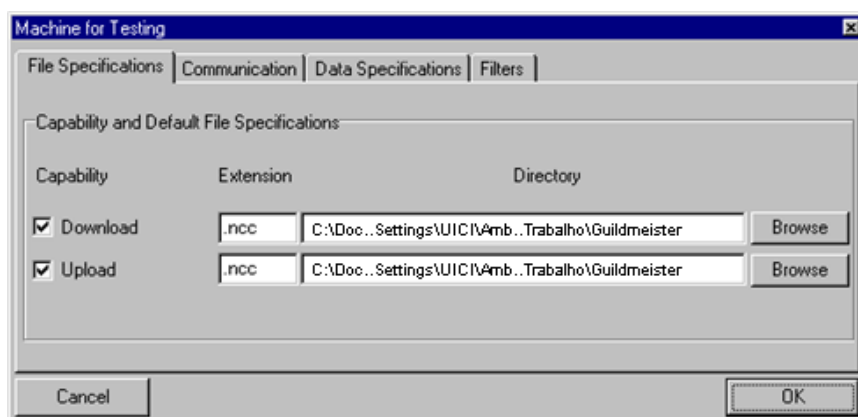 Machine for Testing
File Specifications Communication Data Specifications Filters
Capability and Default File Specifications
Capability Extension Directory
Download .ncc C:\Doc..Settings\UICI\Amb..Trabalho\Guildmeister Browse
Upload .ncc C:\Doc..Settings\UICI\Amb..Trabalho\Guildmeister Browse
Cancel OK